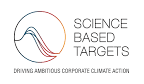 SCIENCE
BASED
TARGETS
DRIVING AMBITIOUS CORPORATE CLIMATE ACTION